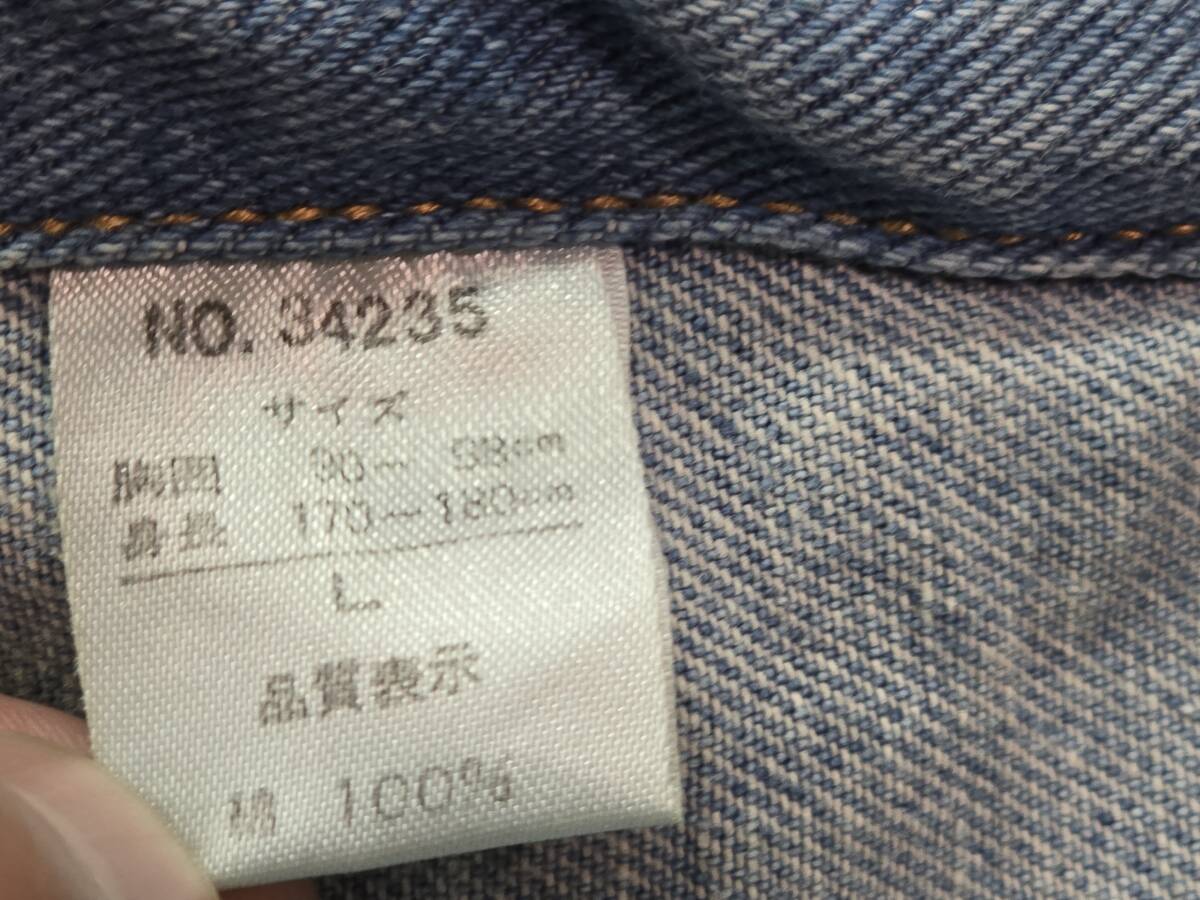 NO.34235
サイズ
胸囲 90~ 98cm
身長 170~180cm
L
品質表示
綿 100%